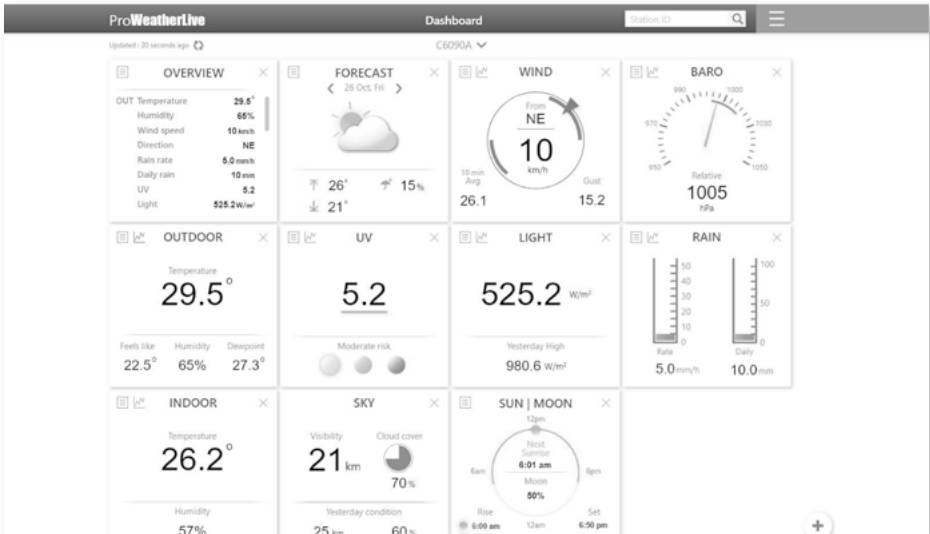 ProWeatherLive
Dashboard
Station ID
Updated : 20 seconds ago
C6090A
OVERVIEW
OUT Temperature 29.5°
Humidity 65%
Wind speed 10 km/h
Direction NE
Rain rate 5.0 mm/h
Daily rain 10 mm
UV 5.2
Light 525.2 W/m²
FORECAST
26 Oct, Fri
26° 15%
21°
WIND
From
NE
10
km/h
10 min
Avg
26.1
Gust
15.2
BARO
990 1000
970 1030
950 1050
Relative
1005
hPa
OUTDOOR
Temperature
29.5°
Feels like Humidity Dewpoint
22.5° 65% 27.3°
UV
5.2
Moderate risk
LIGHT
525.2 W/m²
Yesterday High
980.6 W/m²
RAIN
50 100
40
30 50
20
10
0 0
Rate Daily
5.0 mm/h 10.0 mm
INDOOR
Temperature
26.2°
Humidity
57%
SKY
Visibility Cloud cover
21 km
70%
Yesterday condition
25 km 60%
SUN | MOON
12pm
Next
Sunrise
6:01 am
6am 6pm
Moon
50%
Rise Set
6:00 am 12am 6:50 pm